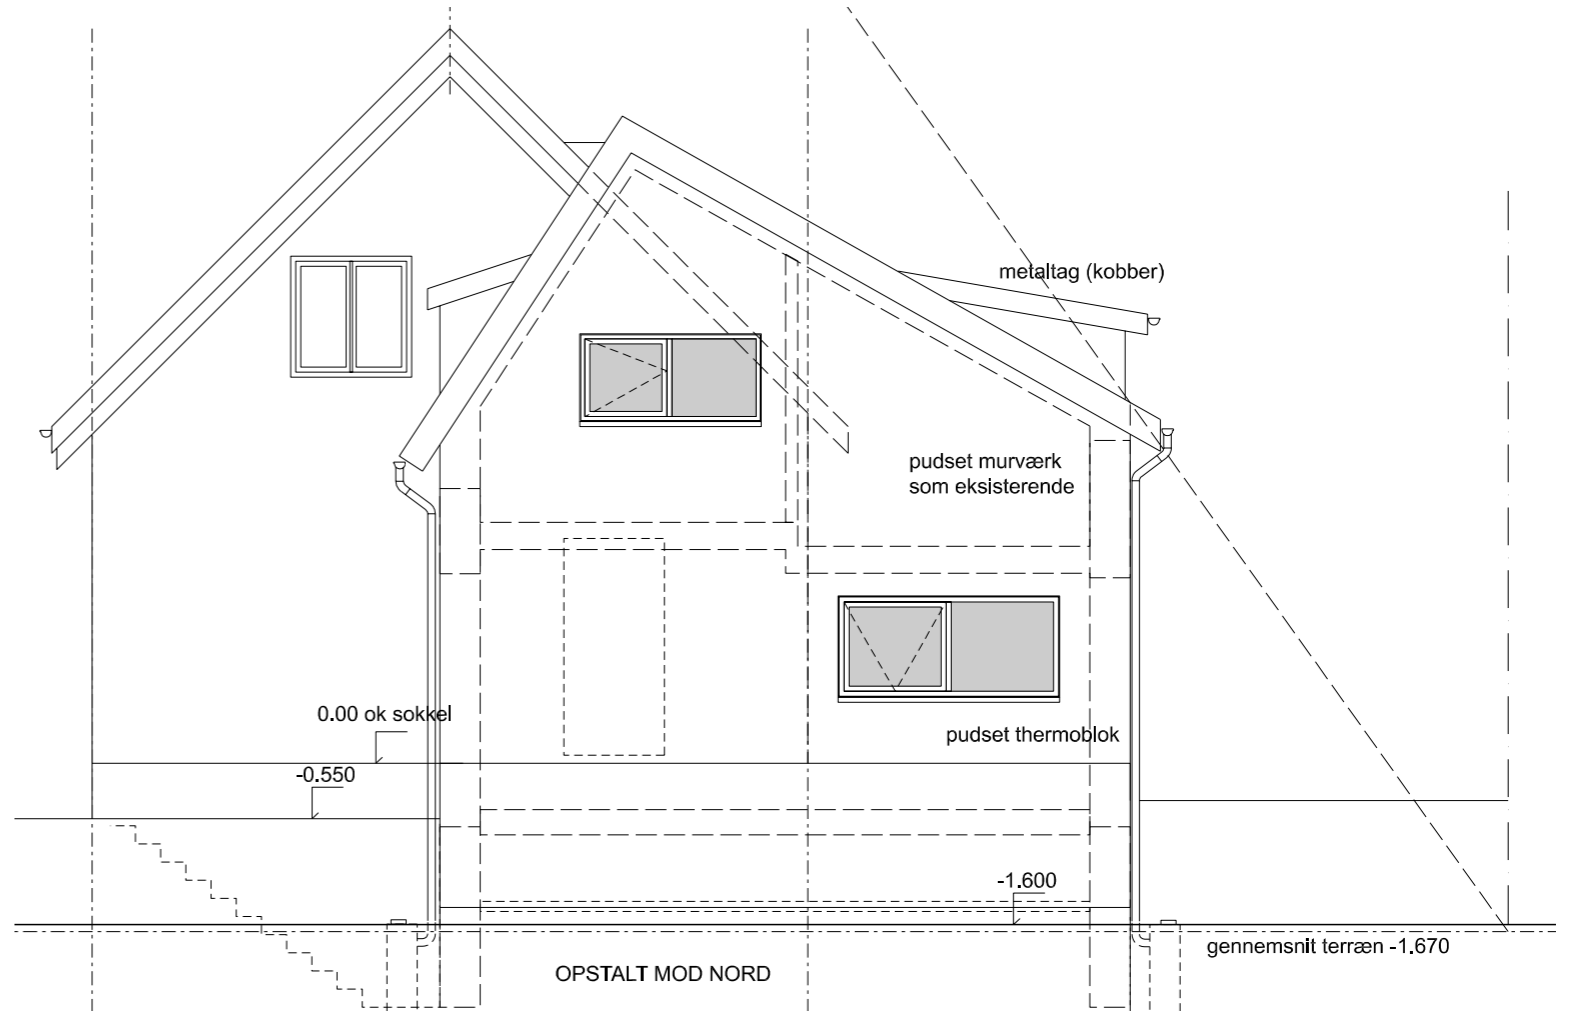 metaltag (kobber)
pudset murværk
som eksisterende
0.00 ok sokkel
pudset thermoblok
-0.550
-1.600
gennemsnit terræn -1.670
OPSTALT MOD NORD